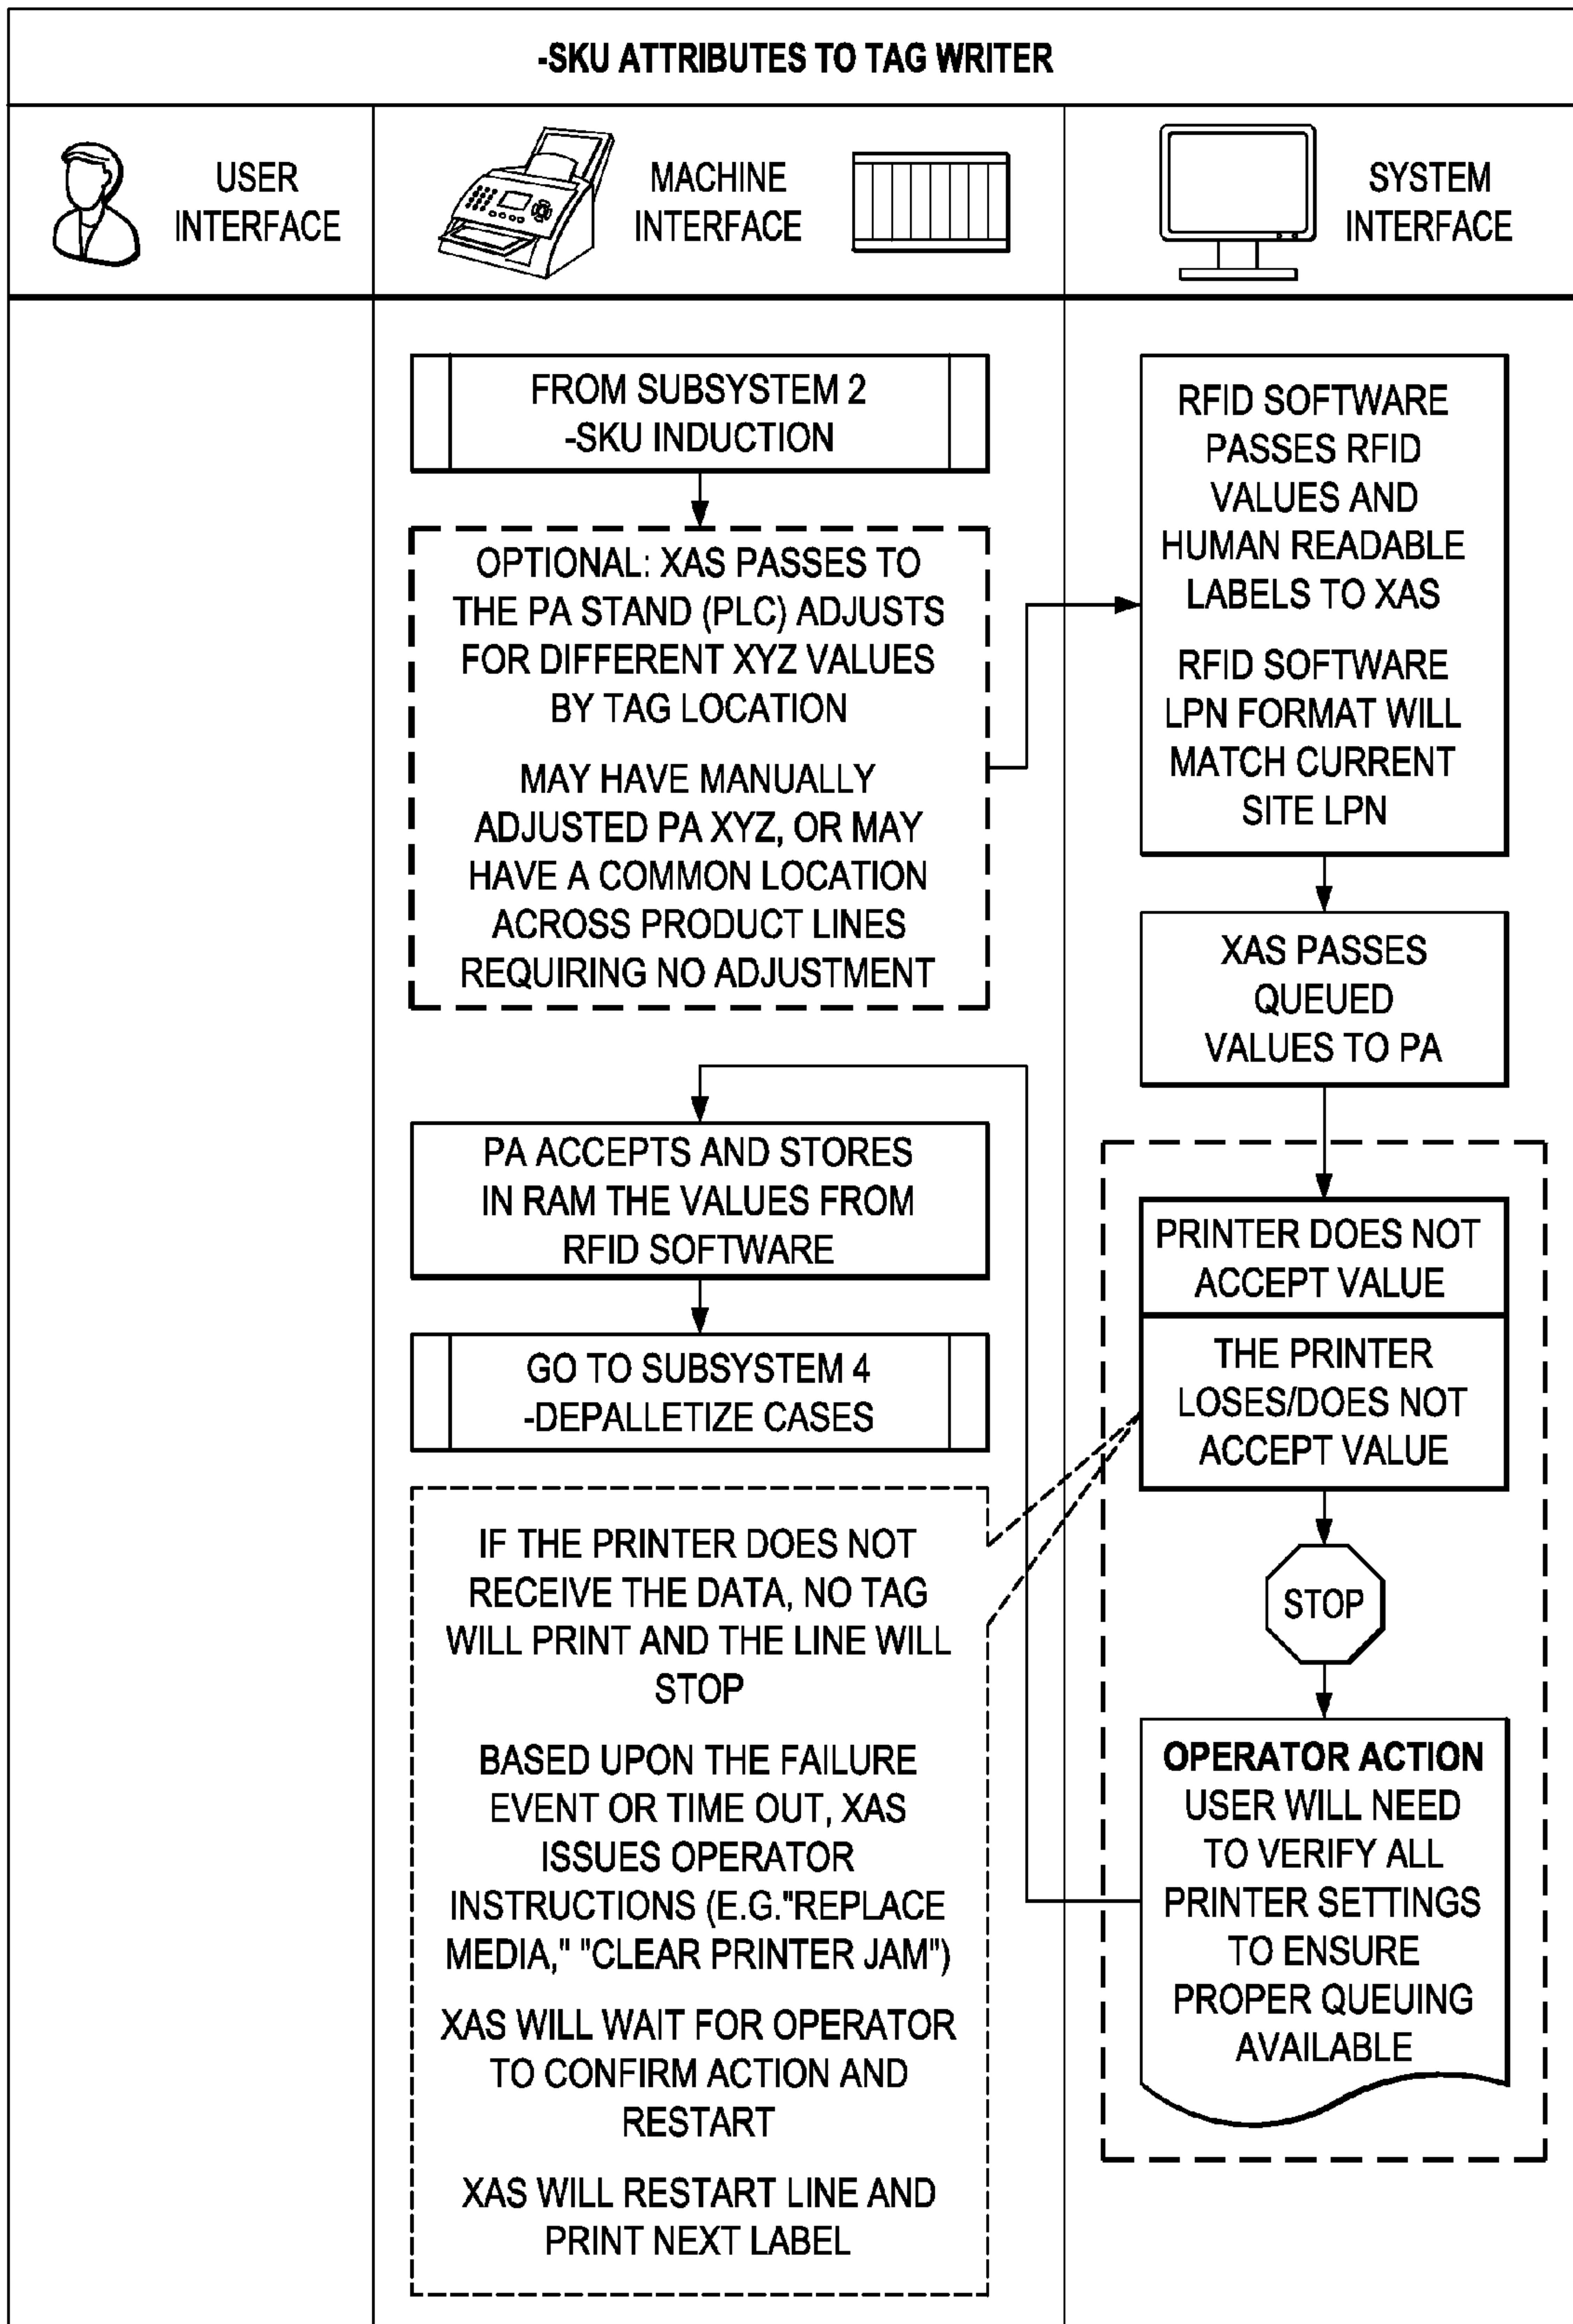 -SKU ATTRIBUTES TO TAG WRITER
USER
INTERFACE
MACHINE
INTERFACE
SYSTEM
INTERFACE
FROM SUBSYSTEM 2
-SKU INDUCTION
OPTIONAL: XAS PASSES TO
THE PA STAND (PLC) ADJUSTS
FOR DIFFERENT XYZ VALUES
BY TAG LOCATION
MAY HAVE MANUALLY
ADJUSTED PA XYZ, OR MAY
HAVE A COMMON LOCATION
ACROSS PRODUCT LINES
REQUIRING NO ADJUSTMENT
RFID SOFTWARE
PASSES RFID
VALUES AND
HUMAN READABLE
LABELS TO XAS
RFID SOFTWARE
LPN FORMAT WILL
MATCH CURRENT
SITE LPN
XAS PASSES
QUEUED
VALUES TO PA
PRINTER DOES NOT
ACCEPT VALUE
THE PRINTER
LOSES/DOES NOT
ACCEPT VALUE
STOP
OPERATOR ACTION
USER WILL NEED
TO VERIFY ALL
PRINTER SETTINGS
TO ENSURE
PROPER QUEUING
AVAILABLE
PA ACCEPTS AND STORES
IN RAM THE VALUES FROM
RFID SOFTWARE
GO TO SUBSYSTEM 4
-DEPALLETIZE CASES
IF THE PRINTER DOES NOT
RECEIVE THE DATA, NO TAG
WILL PRINT AND THE LINE WILL
STOP
BASED UPON THE FAILURE
EVENT OR TIME OUT, XAS
ISSUES OPERATOR
INSTRUCTIONS (E.G."REPLACE
MEDIA," "CLEAR PRINTER JAM")
XAS WILL WAIT FOR OPERATOR
TO CONFIRM ACTION AND
RESTART
XAS WILL RESTART LINE AND
PRINT NEXT LABEL